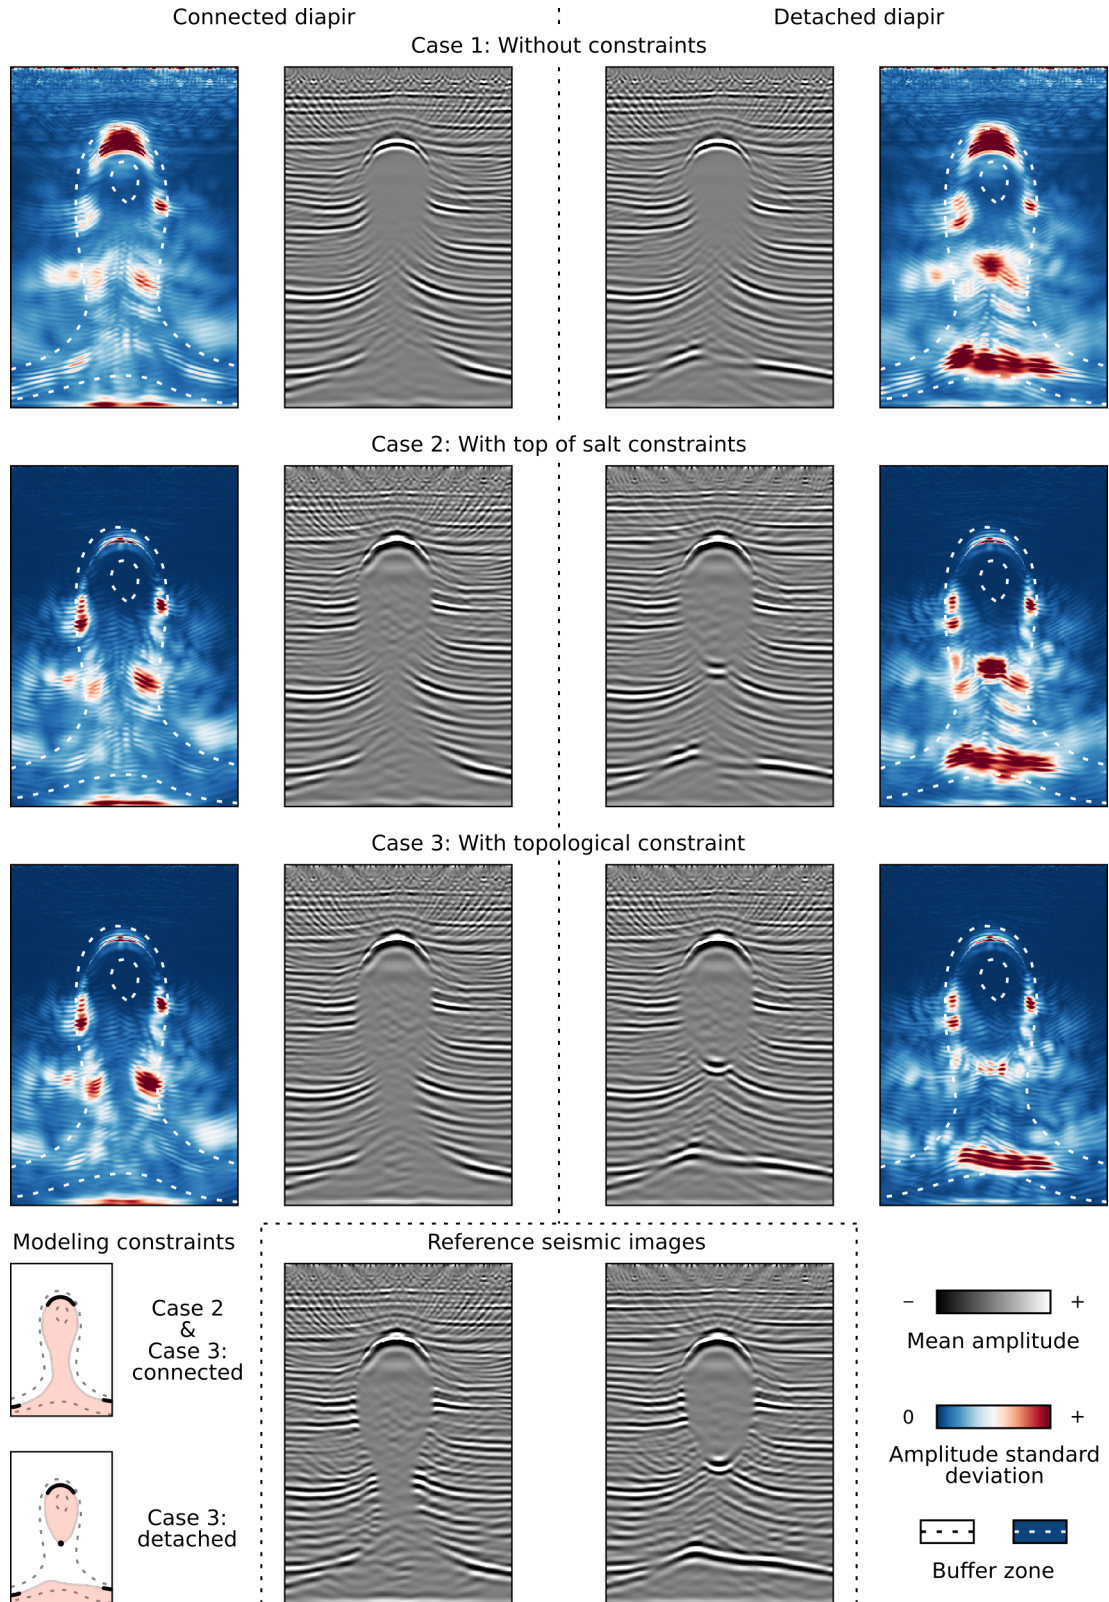 Connected diapir
Detached diapir
Case 1: Without constraints
Case 2: With top of salt constraints
Case 3: With topological constraint
Modeling constraints
Case 2
&
Case 3:
connected
Case 3:
detached
Reference seismic images
− +
Mean amplitude
0 +
Amplitude standard
deviation
Buffer zone